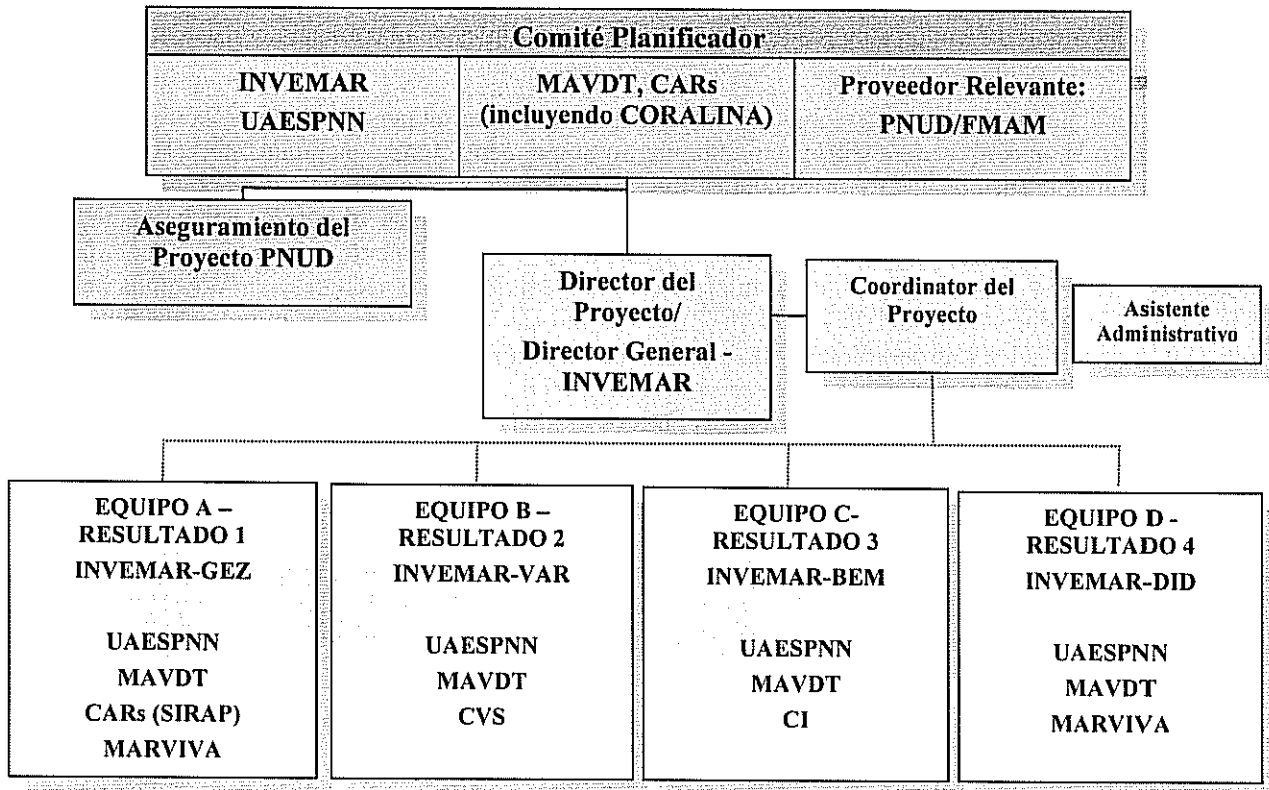 Comité Planificador
INVEMAR
UAESPNN
MAVDT, CARs
(incluyendo CORALINA)
Proveedor Relevante:
PNUD/FMAM
Aseguramiento del
Proyecto PNUD
Director del
Proyecto/
Director General -
INVEMAR
Coordinator del
Proyecto
Asistente
Administrativo
EQUIPO A –
RESULTADO 1
INVEMAR-GEZ
UAESPNN
MAVDT
CARs (SIRAP)
MARVIVA
EQUIPO B –
RESULTADO 2
INVEMAR-VAR
UAESPNN
MAVDT
CVS
EQUIPO C-
RESULTADO 3
INVEMAR-BEM
UAESPNN
MAVDT
CI
EQUIPO D -
RESULTADO 4
INVEMAR-DID
UAESPNN
MAVDT
MARVIVA